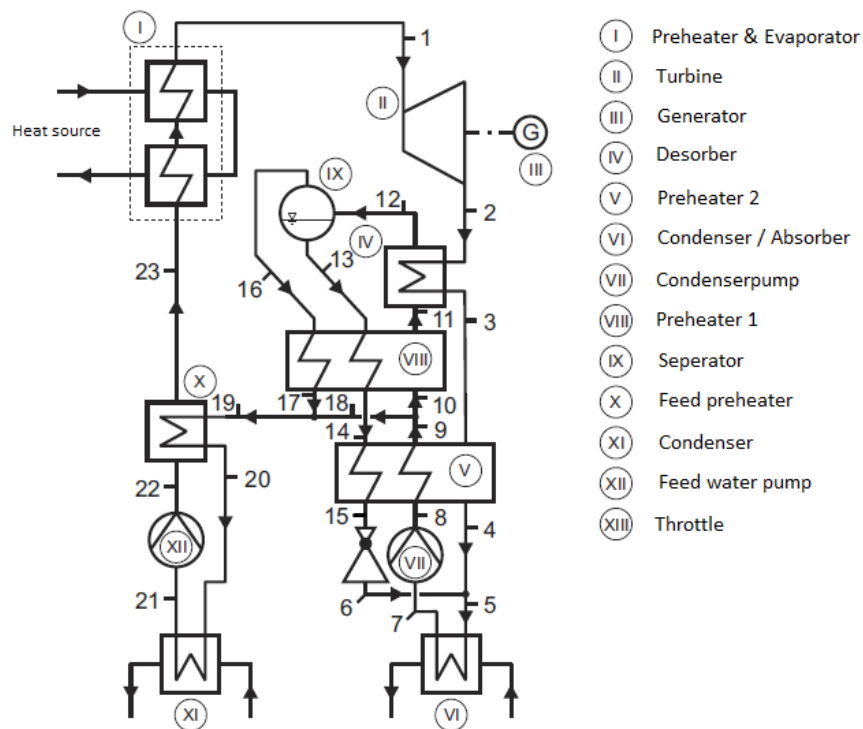 I
1
I Preheater & Evaporator
II
II Turbine
Heat source
G
III
III Generator
IX
12
IV Desorber
2
IV
V Preheater 2
13
VI Condenser / Absorber
23
16
11
3
VII Condenserpump
VIII
VIII Preheater 1
X
19
17
18
10
IX Seperator
14
9
X Feed preheater
22
20
V
XI Condenser
15
8
4
XII Feed water pump
XII
VII
XIII Throttle
21
6
7
5
XI
VI